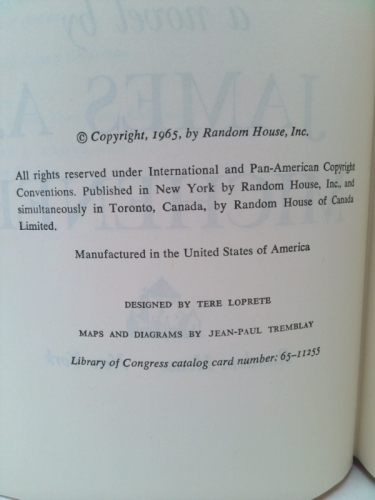 © Copyright, 1965, by Random House, Inc.
All rights reserved under International and Pan-American Copyright
Conventions. Published in New York by Random House, Inc., and
simultaneously in Toronto, Canada, by Random House of Canada
Limited.
Manufactured in the United States of America
DESIGNED BY TERE LOPRETE
MAPS AND DIAGRAMS BY JEAN-PAUL TREMBLAY
Library of Congress catalog card number: 65-11255